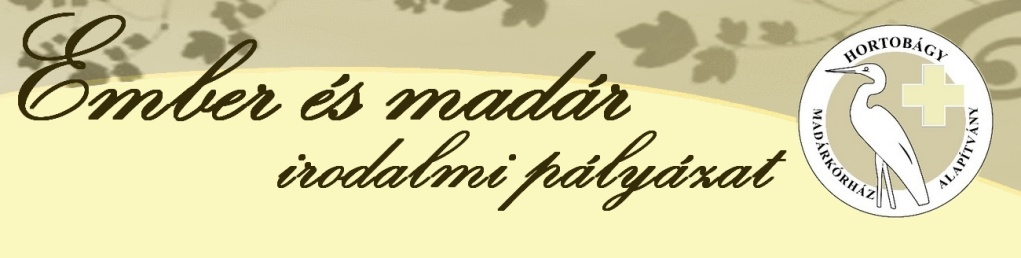 Ember és madár
irodalmi pályázat
HORTOBÁGY
MADÁRKÓRHÁZ
ALAPÍTVÁNY